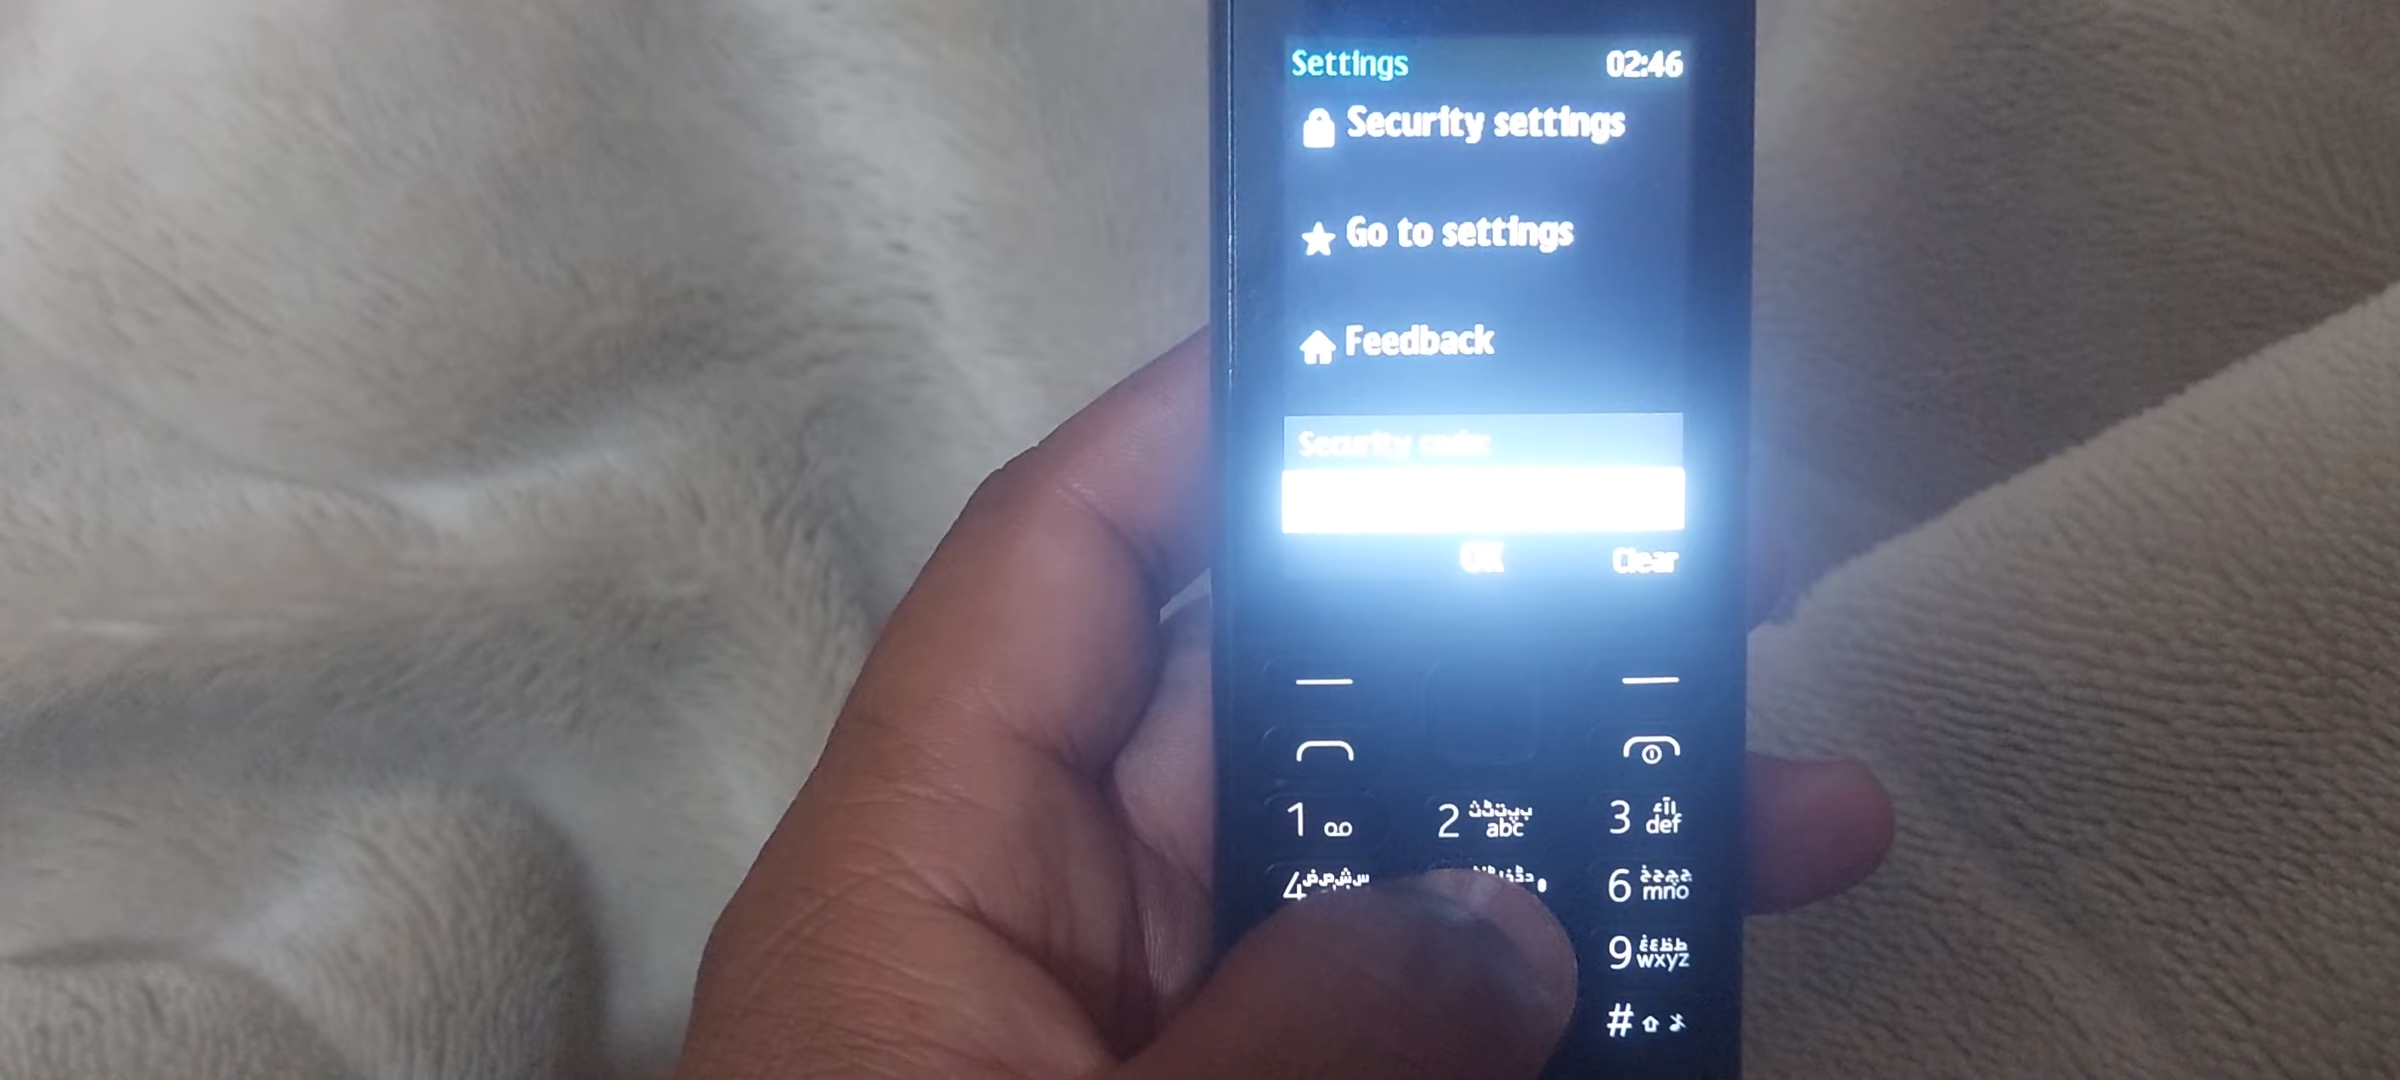 Settings 02:46
Security settings
Go to settings
Feedback
Security code:
OK Clear
1
2 abc
3 def
4
6 mno
9 wxyz
#